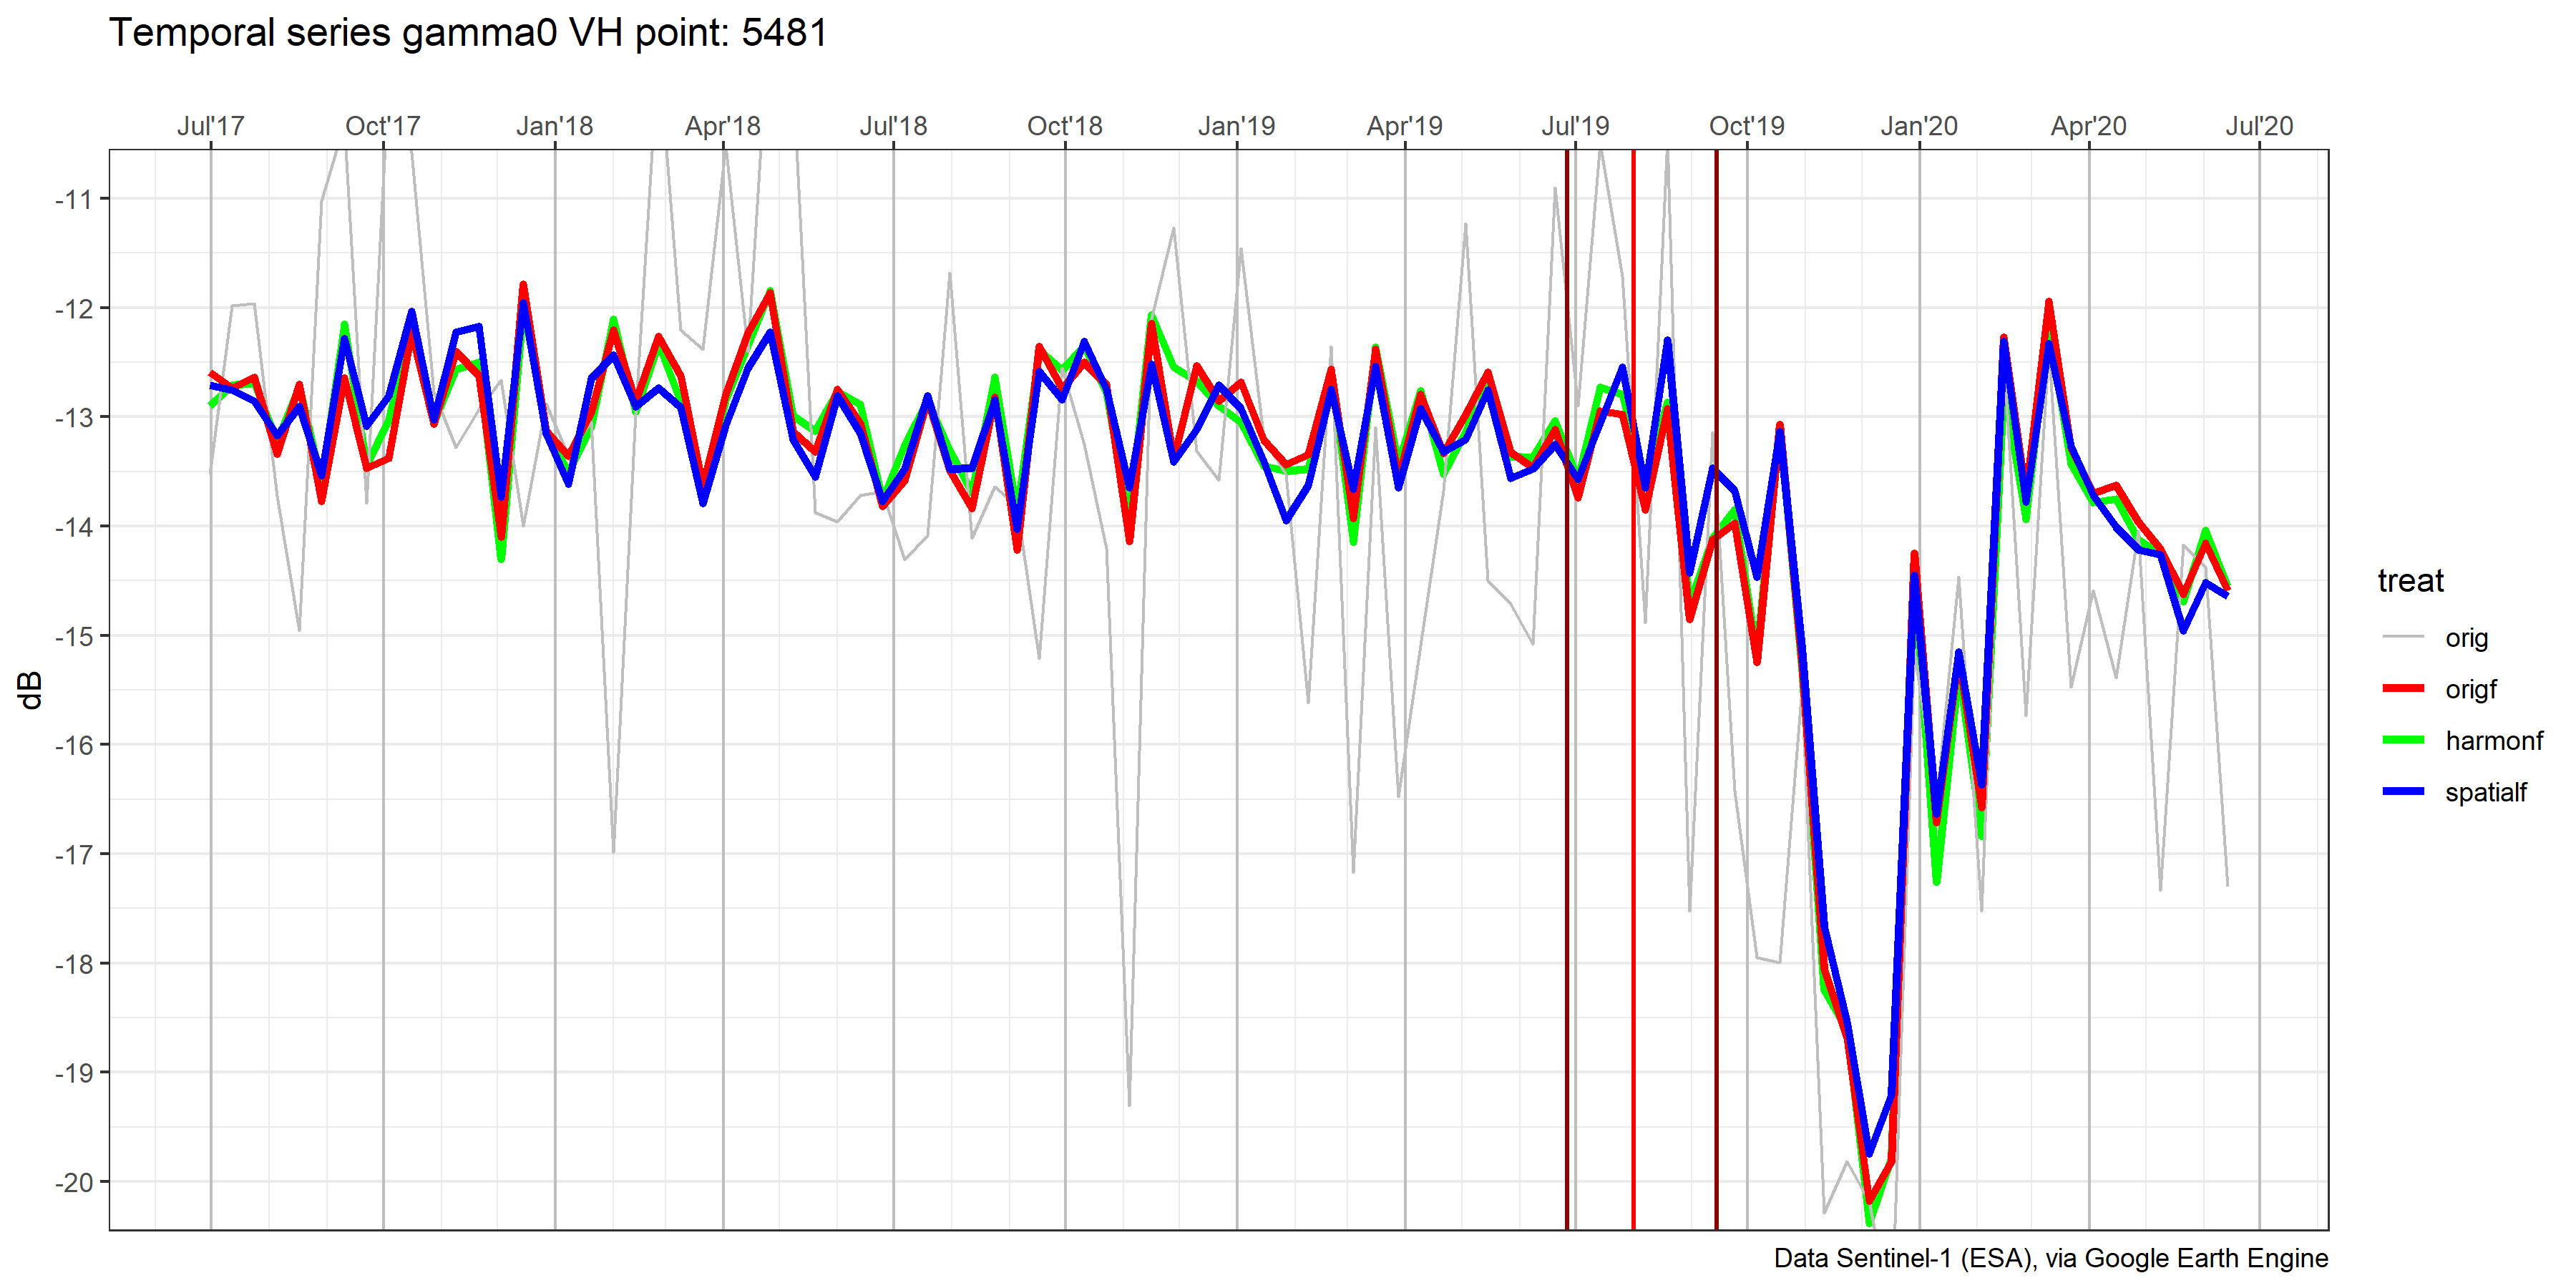 Temporal series gamma0 VH point: 5481
Jul'17 Oct'17 Jan'18 Apr'18 Jul'18 Oct'18 Jan'19 Apr'19 Jul'19 Oct'19 Jan'20 Apr'20 Jul'20
-11
-12
-13
-14
-15
-16
-17
-18
-19
-20
dB
treat
orig
origf
harmonf
spatialf
Data Sentinel-1 (ESA), via Google Earth Engine